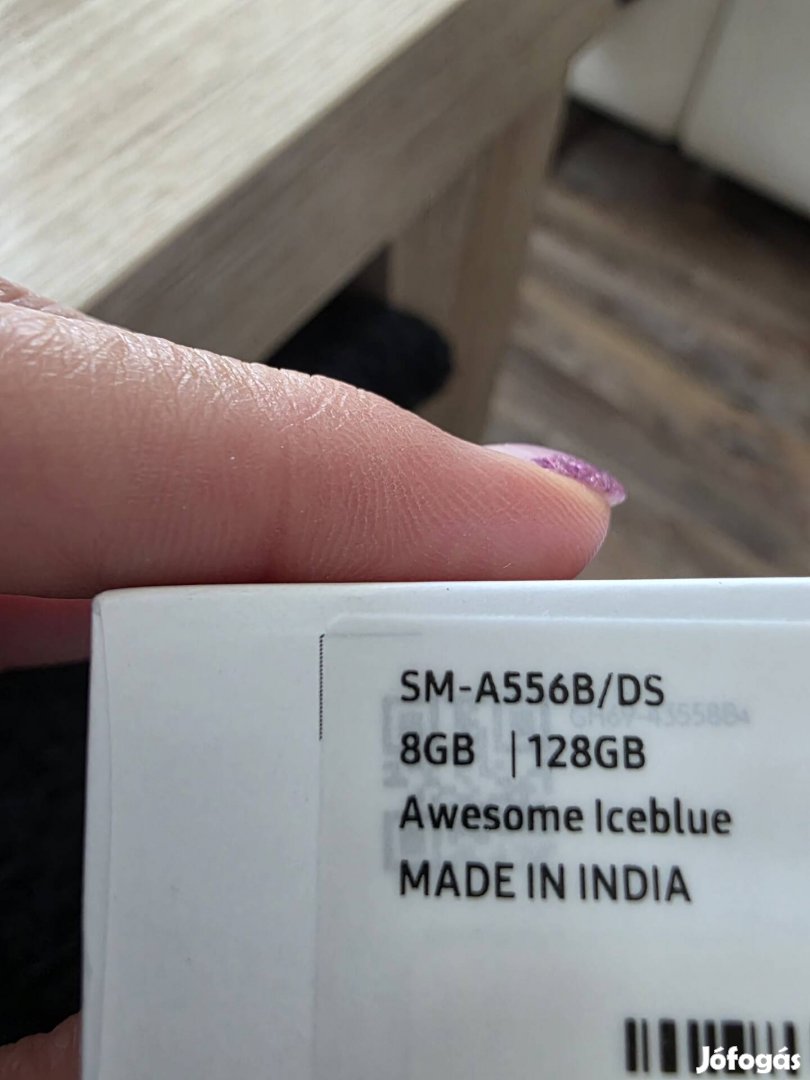 SM-A556B/DS
8GB | 128GB
Awesome Iceblue
MADE IN INDIA
Jófogás